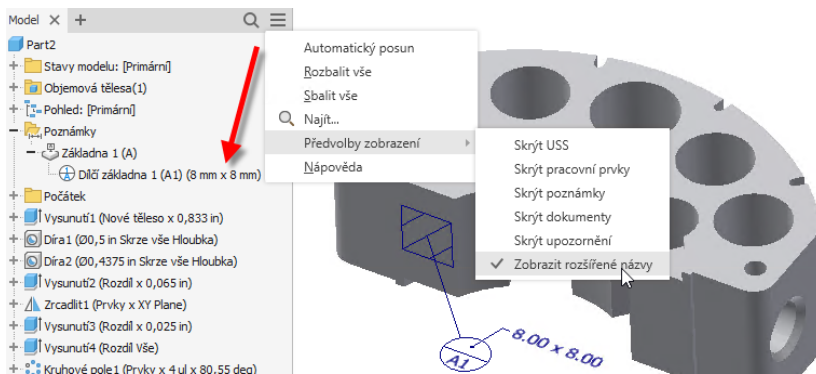 Model
Part2
Stavy modelu: [Primární]
Objemová tělesa(1)
Pohled: [Primární]
Poznámky
Základna 1 (A)
Dílčí základna 1 (A1) (8 mm x 8 mm)
Počátek
Vysunutí1 (Nové těleso x 0,833 in)
Díra1 (Ø0,5 in Skrze vše Hloubka)
Díra2 (Ø0,4375 in Skrze vše Hloubka)
Vysunutí2 (Rozdíl x 0,065 in)
Zrcadlit1 (Prvky x XY Plane)
Vysunutí3 (Rozdíl x 0,025 in)
Vysunutí4 (Rozdíl Vše)
Kruhové pole1 (Prvky x 4 ul x 80,55 deg)
Automatický posun
Rozbalit vše
Sbalit vše
Najít...
Předvolby zobrazení
Nápověda
Skrýt USS
Skrýt pracovní prvky
Skrýt poznámky
Skrýt dokumenty
Skrýt upozornění
Zobrazit rozšířené názvy
8.00 x 8.00
A1